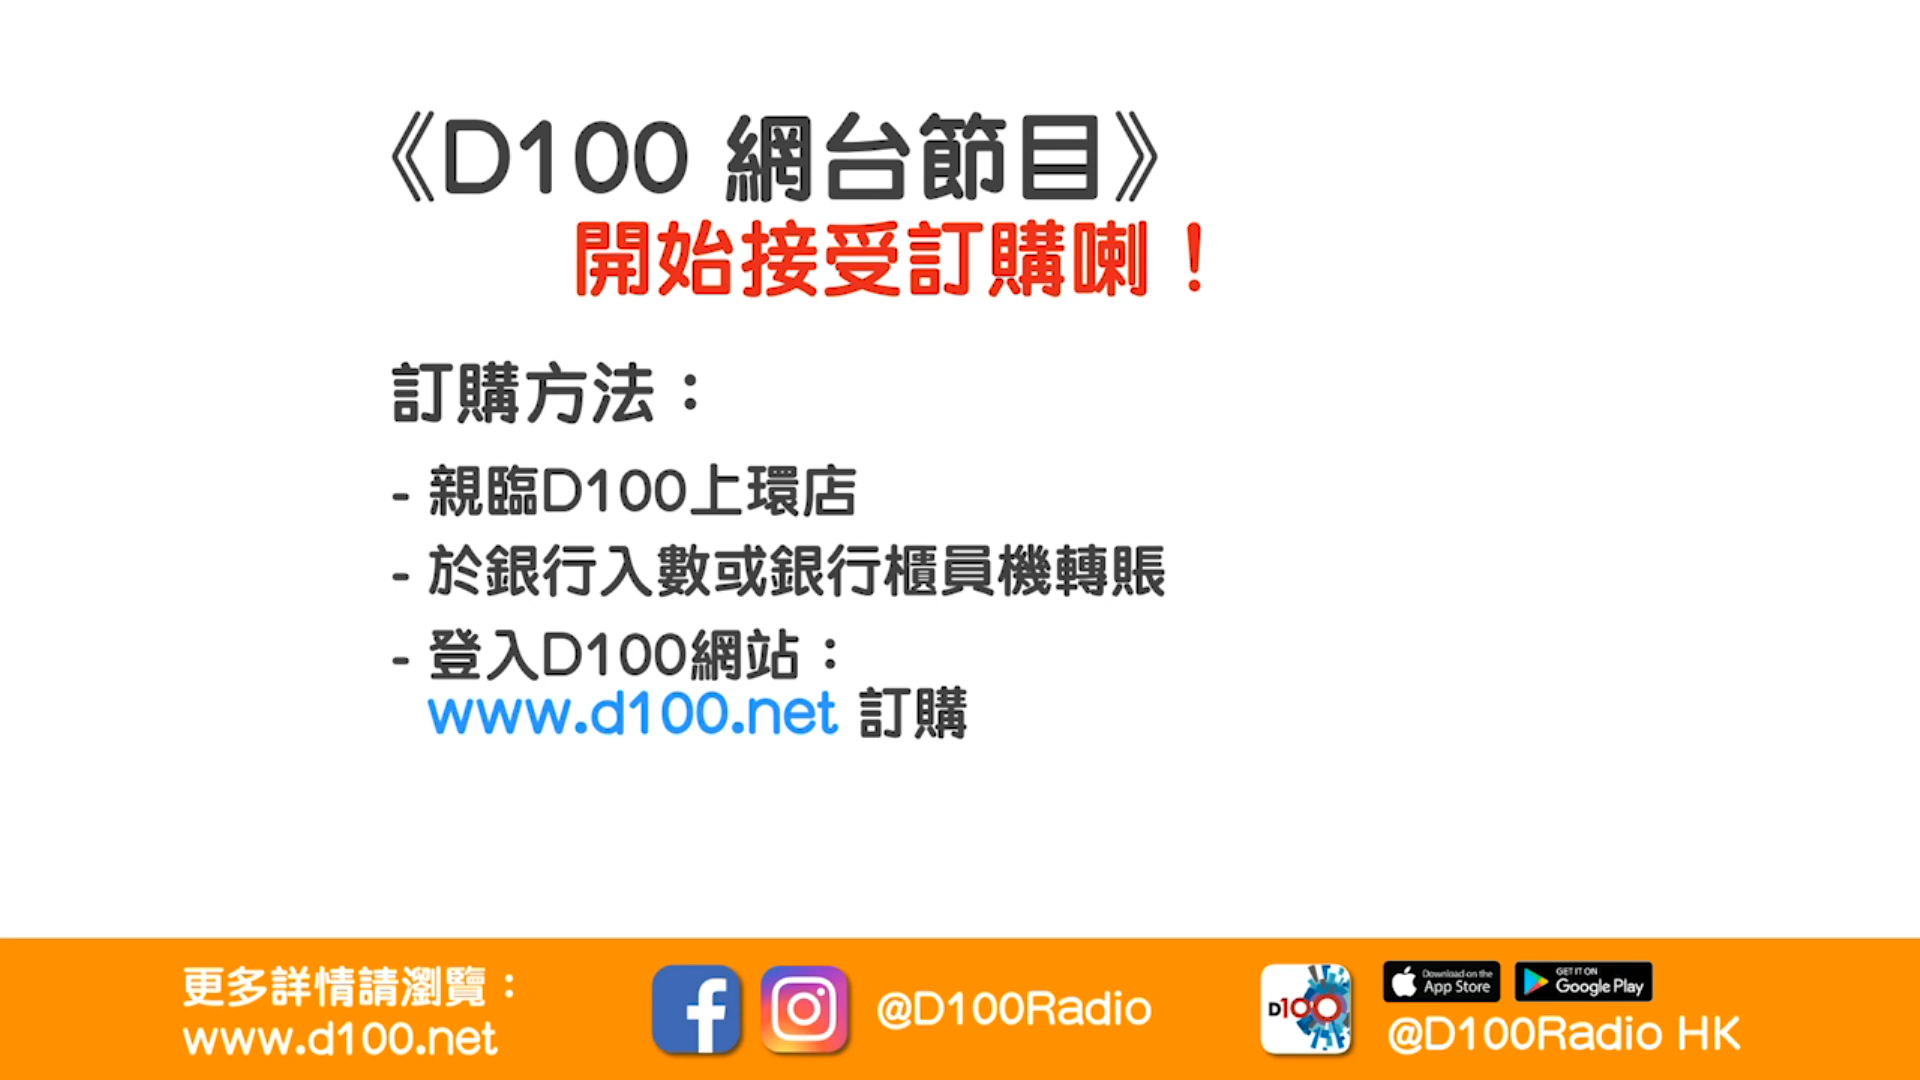 《D100 網台節目》
開始接受訂購喇！
訂購方法：
- 親臨D100上環店
- 於銀行入數或銀行櫃員機轉賬
- 登入D100網站：
www.d100.net 訂購
更多詳情請瀏覽：
www.d100.net
@D100Radio
D100
Download on the
App Store
GET IT ON
Google Play
@D100Radio HK